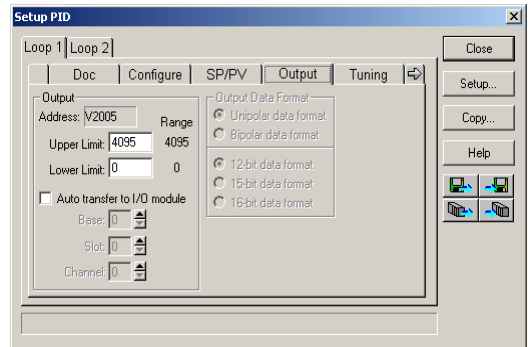 Setup PID
Loop 1 Loop 2
Doc Configure SP/PV Output Tuning
Output
Address: V2005 Range
Upper Limit: 4095 4095
Lower Limit: 0 0
Auto transfer to I/O module
Base: 0
Slot: 0
Channel: 0
Output Data Format
Unipolar data format
Bipolar data format
12-bit data format
15-bit data format
16-bit data format
Close
Setup...
Copy...
Help